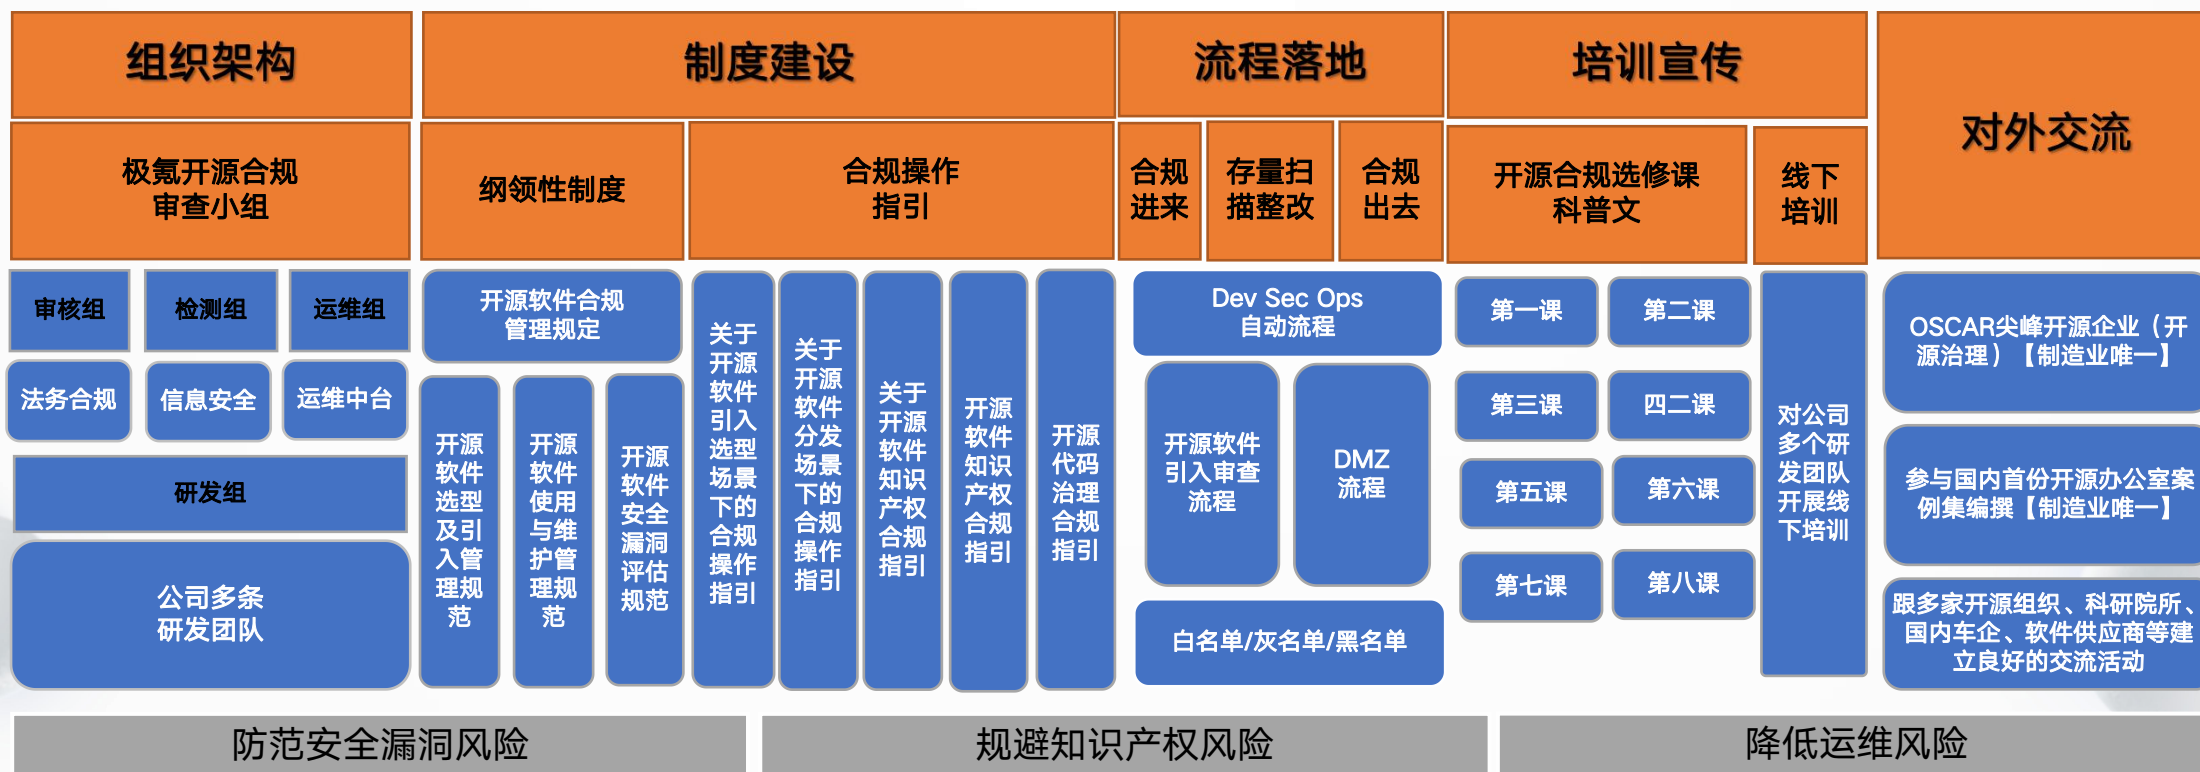 组织架构
制度建设
流程落地
培训宣传
对外交流
极氪开源合规
审查小组
纲领性制度
合规操作
指引
合规
进来
存量扫
描整改
合规
出去
开源合规选修课
科普文
线下
培训
审核组
检测组
运维组
法务合规
信息安全
运维中台
研发组
公司多条
研发团队
开源软件合规
管理规定
开源
软件
选型
及引
入管
理规
范
开源
软件
使用
与维
护管
理规
范
开源
软件
安全
漏洞
评估
规范
关于
开源
软件
引入
选型
场景
下的
合规
操作
指引
关于
开源
软件
分发
场景
下的
合规
操作
指引
关于
开源
软件
知识
产权
合规
指引
开源
软件
知识
产权
合规
指引
开源
代码
治理
合规
指引
Dev Sec Ops
自动流程
开源软件
引入审查
流程
DMZ
流程
白名单/灰名单/黑名单
第一课
第二课
第三课
四二课
第五课
第六课
第七课
第八课
对公司
多个研
发团队
开展线
下培训
OSCAR尖峰开源企业（开
源治理）【制造业唯一】
参与国内首份开源办公室案
例集编撰【制造业唯一】
跟多家开源组织、科研院所、
国内车企、软件供应商等建
立良好的交流活动
防范安全漏洞风险
规避知识产权风险
降低运维风险